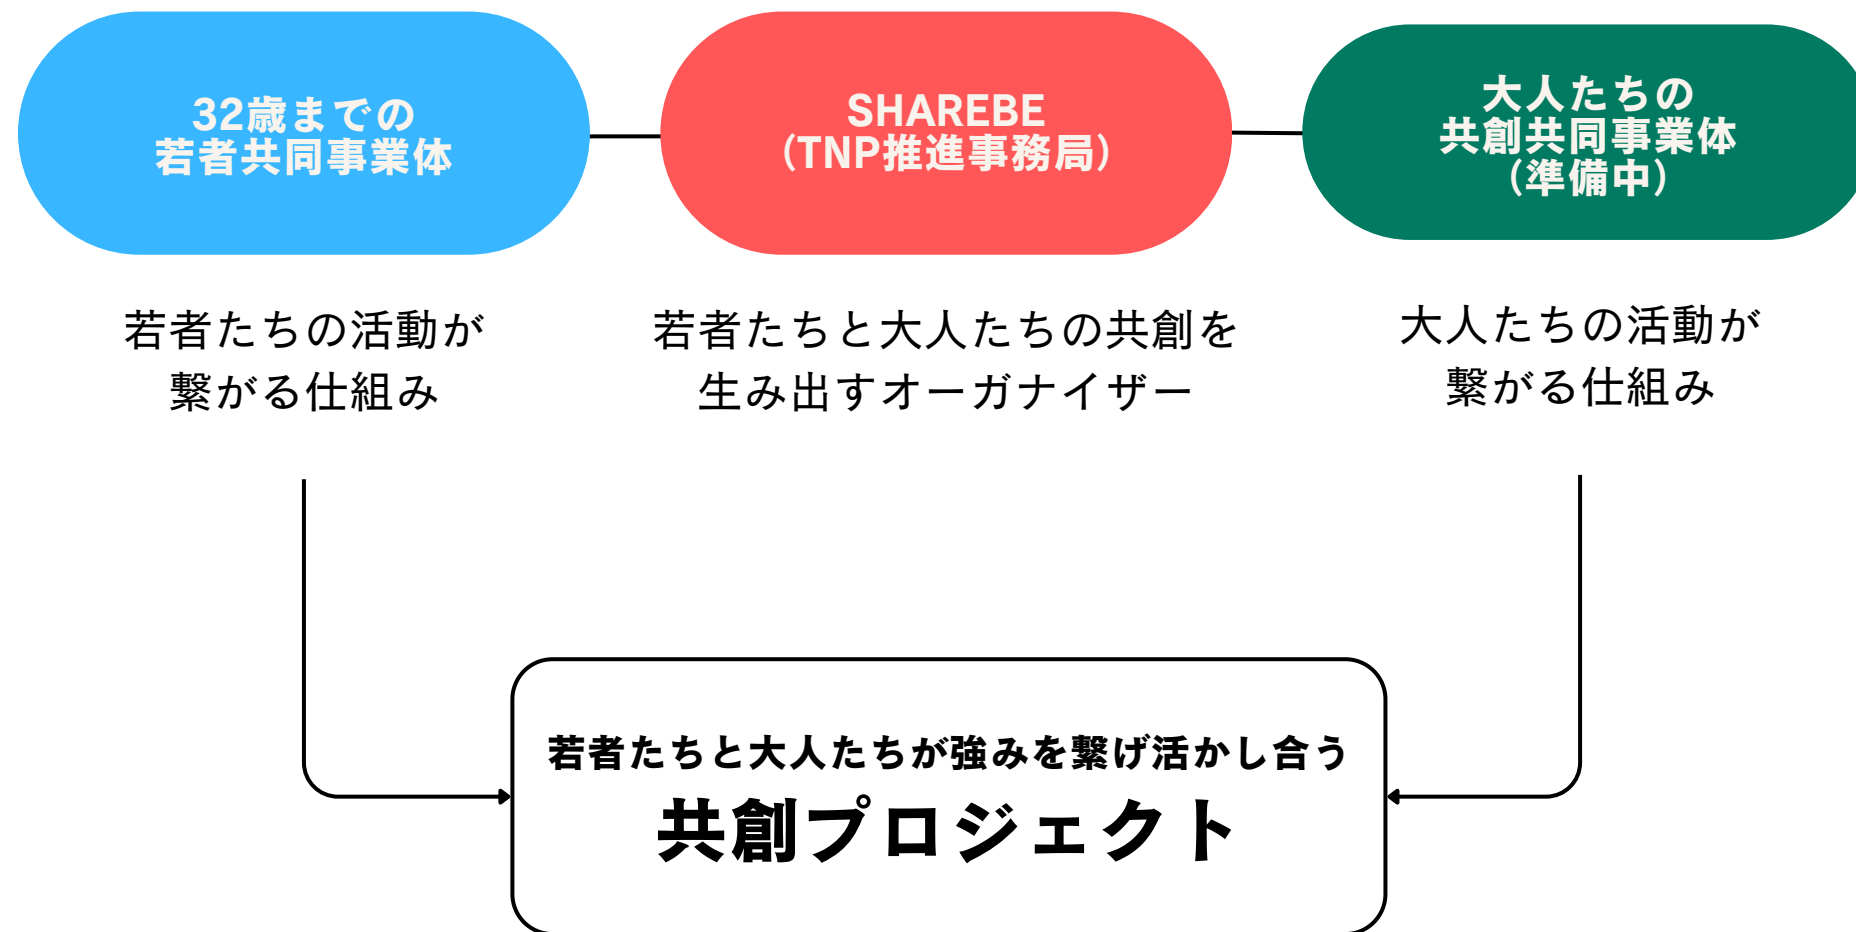 32歳までの
若者共同事業体
SHAREBE
(TNP推進事務局)
大人たちの
共創共同事業体
(準備中)
若者たちの活動が
繋がる仕組み
若者たちと大人たちの共創を
生み出すオーガナイザー
大人たちの活動が
繋がる仕組み
若者たちと大人たちが強みを繋げ活かし合う
共創プロジェクト